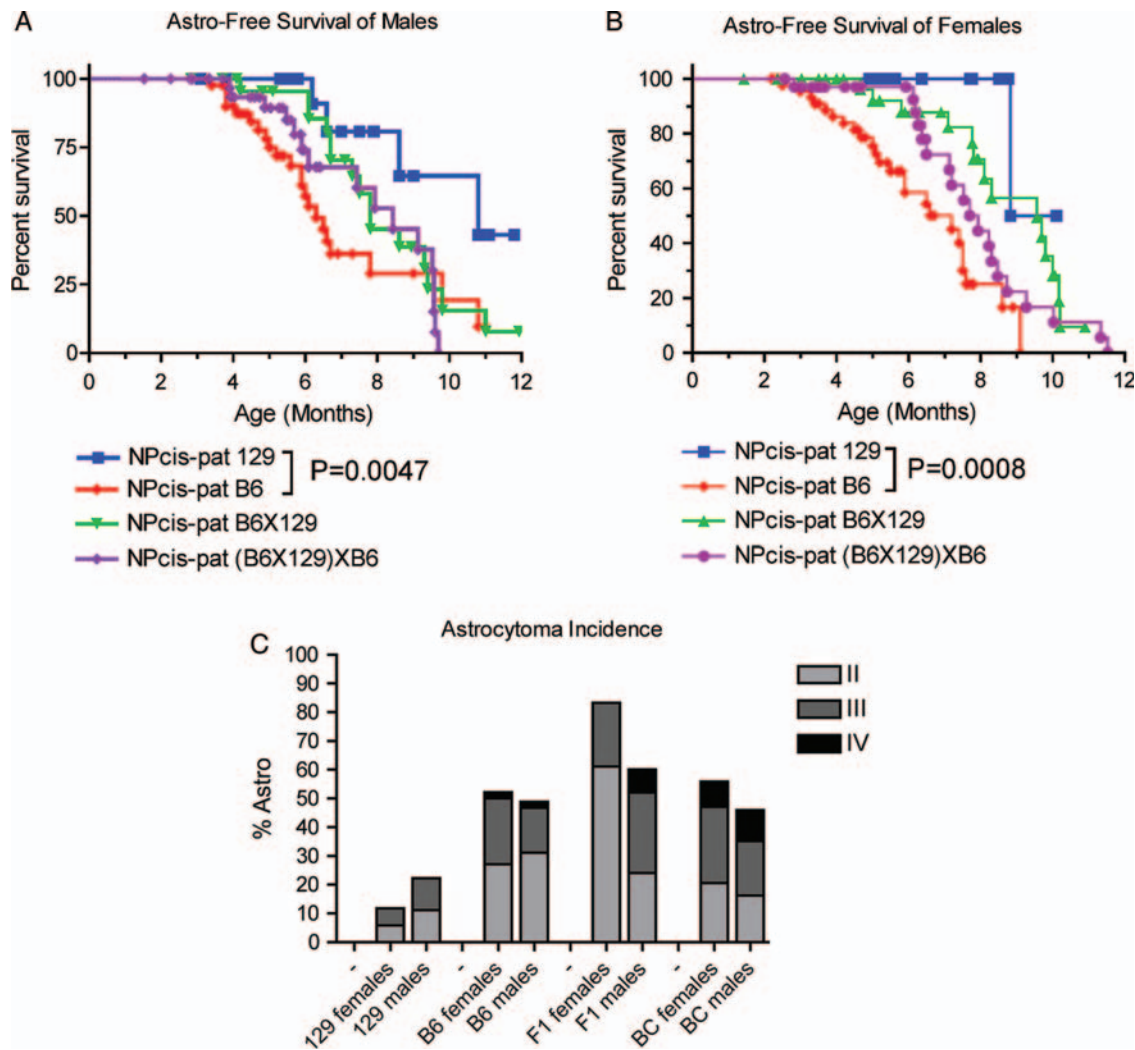 A
Astro-Free Survival of Males
Percent survival
100
75
50
25
0
0 2 4 6 8 10 12
Age (Months)
NPcis-pat 129
NPcis-pat B6
P=0.0047
NPcis-pat B6X129
NPcis-pat (B6X129)XB6
B
Astro-Free Survival of Females
Percent survival
100
80
60
40
20
0
0 2 4 6 8 10 12
Age (Months)
NPcis-pat 129
NPcis-pat B6
P=0.0008
NPcis-pat B6X129
NPcis-pat (B6X129)XB6
C
Astrocytoma Incidence
% Astro
100
90
80
70
60
50
40
30
20
10
0
-
129 females
129 males
-
B6 females
B6 males
-
F1 females
F1 males
-
BC females
BC males
II
III
IV